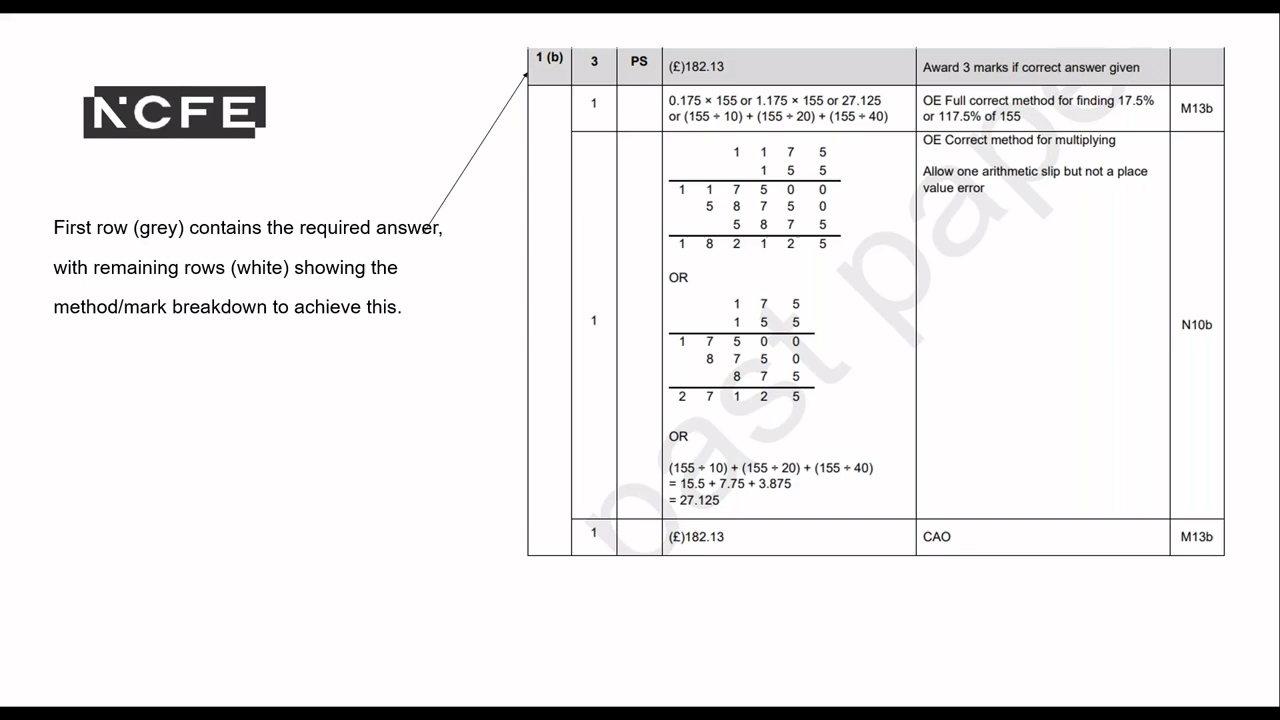 NCFE
First row (grey) contains the required answer,
with remaining rows (white) showing the
method/mark breakdown to achieve this.
1 (b) 3 PS (£)182.13 Award 3 marks if correct answer given
1 0.175 × 155 or 1.175 × 155 or 27.125 OE Full correct method for finding 17.5% M13b
or (155 ÷ 10) + (155 ÷ 20) + (155 ÷ 40) or 117.5% of 155
OE Correct method for multiplying
1 1 7 5
1 5 5 Allow one arithmetic slip but not a place
1 1 7 5 0 0 value error
5 8 7 5 0
5 8 7 5
1 8 2 1 2 5
OR
1 7 5
1 1 5 5 N10b
1 7 5 0 0
8 7 5 0
8 7 5
2 7 1 2 5
OR
(155 ÷ 10) + (155 ÷ 20) + (155 ÷ 40)
= 15.5 + 7.75 + 3.875
= 27.125
1 (£)182.13 CAO M13b
past pape